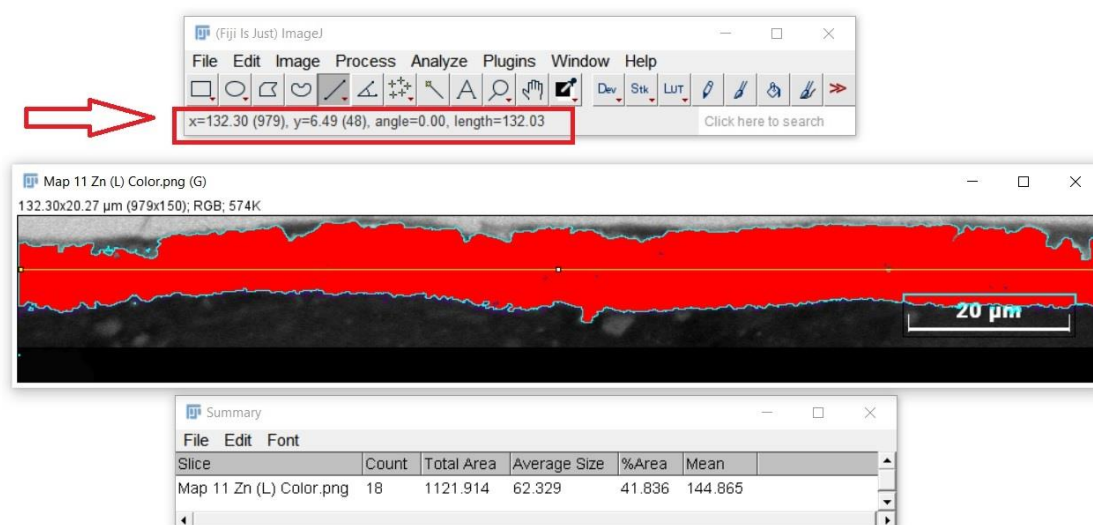 (Fiji Is Just) ImageJ
File Edit Image Process Analyze Plugins Window Help
Dev Stk LUT
x=132.30 (979), y=6.49 (48), angle=0.00, length=132.03
Click here to search
Map 11 Zn (L) Color.png (G)
132.30x20.27 µm (979x150); RGB; 574K
20 µm
Summary
File Edit Font
Slice Count Total Area Average Size %Area Mean
Map 11 Zn (L) Color.png 18 1121.914 62.329 41.836 144.865